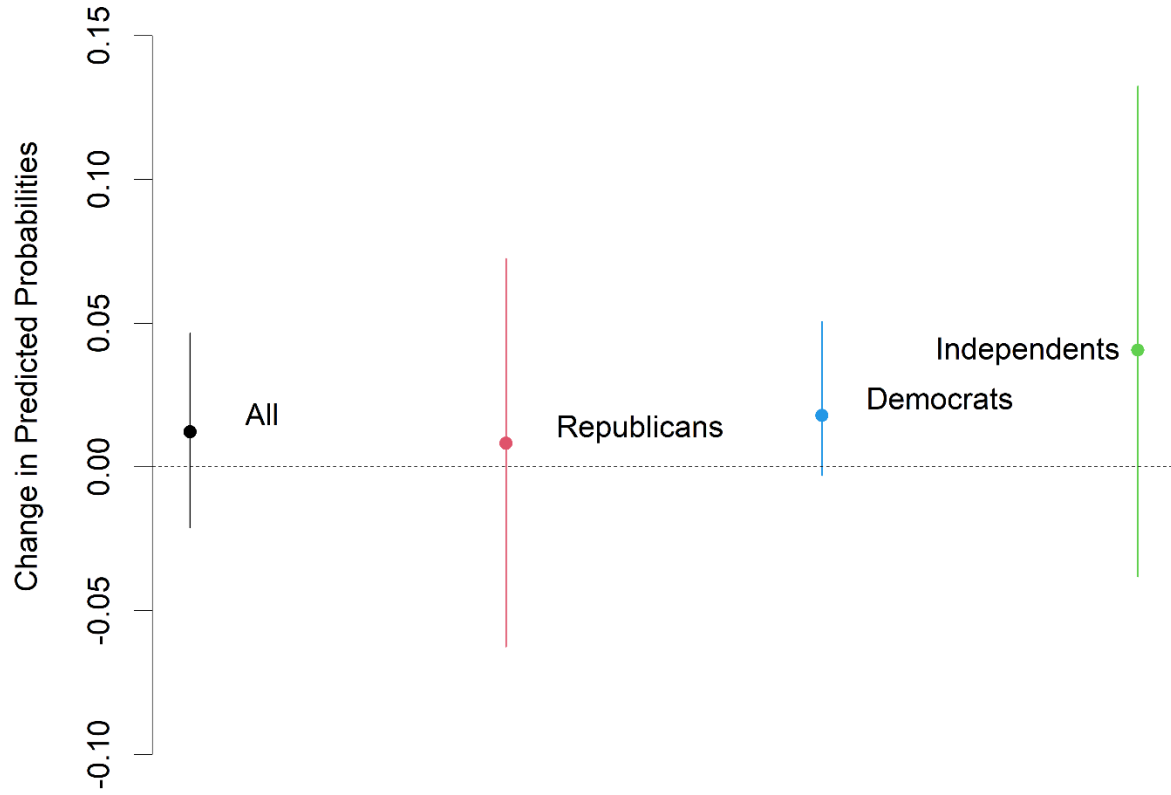 Change in Predicted Probabilities
0.15
0.10
0.05
0.00
-0.05
-0.10
All
Republicans
Democrats
Independents